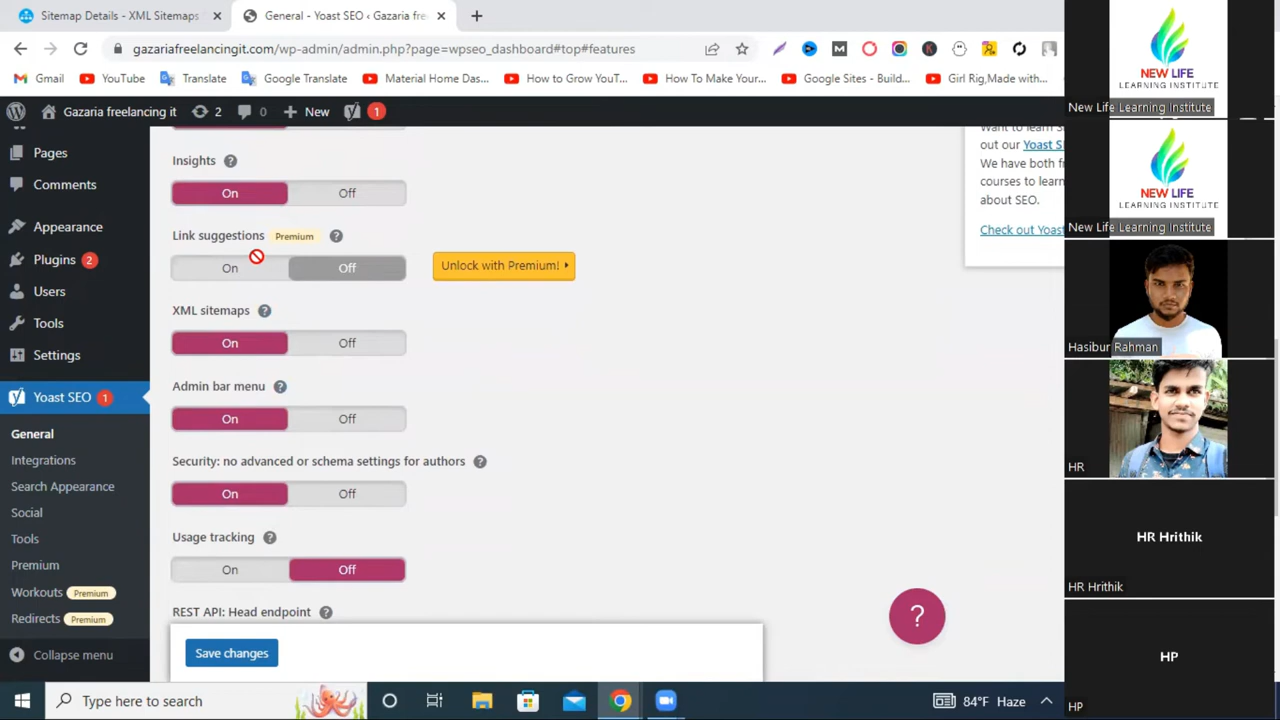 Sitemap Details - XML Sitemaps
General - Yoast SEO ‹ Gazaria fre
gazariafreelancingit.com/wp-admin/admin.php?page=wpseo_dashboard#top#features
Gmail
YouTube
Translate
Google Translate
Material Home Das...
How to Grow YouT...
How To Make Your...
Google Sites - Build...
Girl Rig,Made with...
Gazaria freelancing it
2
0
New
1
Pages
Comments
Appearance
Plugins 2
Users
Tools
Settings
Yoast SEO 1
General
Integrations
Search Appearance
Social
Tools
Premium
Workouts Premium
Redirects Premium
Collapse menu
Insights ?
On Off
Link suggestions Premium ?
On Off Unlock with Premium!
XML sitemaps ?
On Off
Admin bar menu ?
On Off
Security: no advanced or schema settings for authors ?
On Off
Usage tracking ?
On Off
REST API: Head endpoint ?
Save changes
?
Want to learn S
out our Yoast S
We have both f
courses to learn
about SEO.
Check out Yoas
NEW LIFE
LEARNING INSTITUTE
New Life Learning Institute
NEW LIFE
LEARNING INSTITUTE
New Life Learning Institute
Hasibur Rahman
HR
HR Hrithik
HR Hrithik
HP
HP
Type here to search
84°F Haze